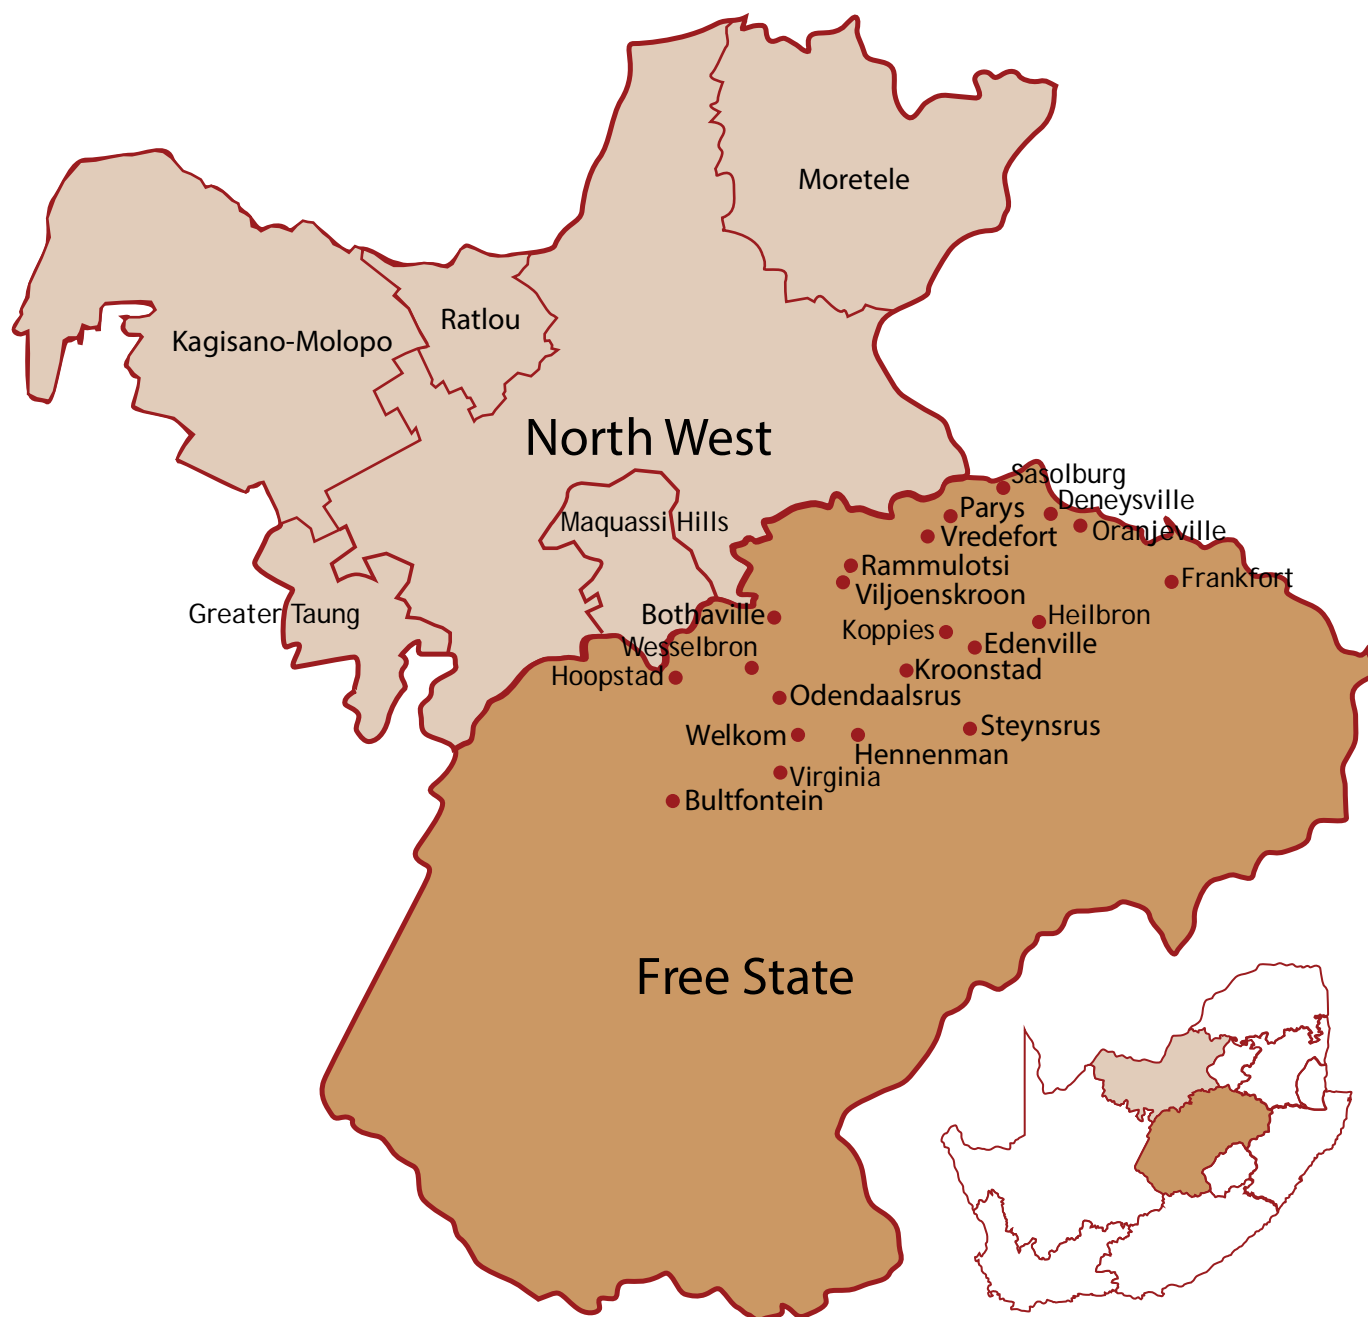 Moretele
Ratlou
Kagisano-Molopo
North West
Sasolburg
Deneysville
Parys
Oranjeville
Maquassi Hills
Vredefort
Rammulotsi
Frankfort
Viljoenskroon
Greater Taung
Bothaville
Heilbron
Koppies
Edenville
Wesselbron
Kroonstad
Hoopstad
Odendaalsrus
Steynsrus
Welkom
Hennenman
Virginia
Bultfontein
Free State